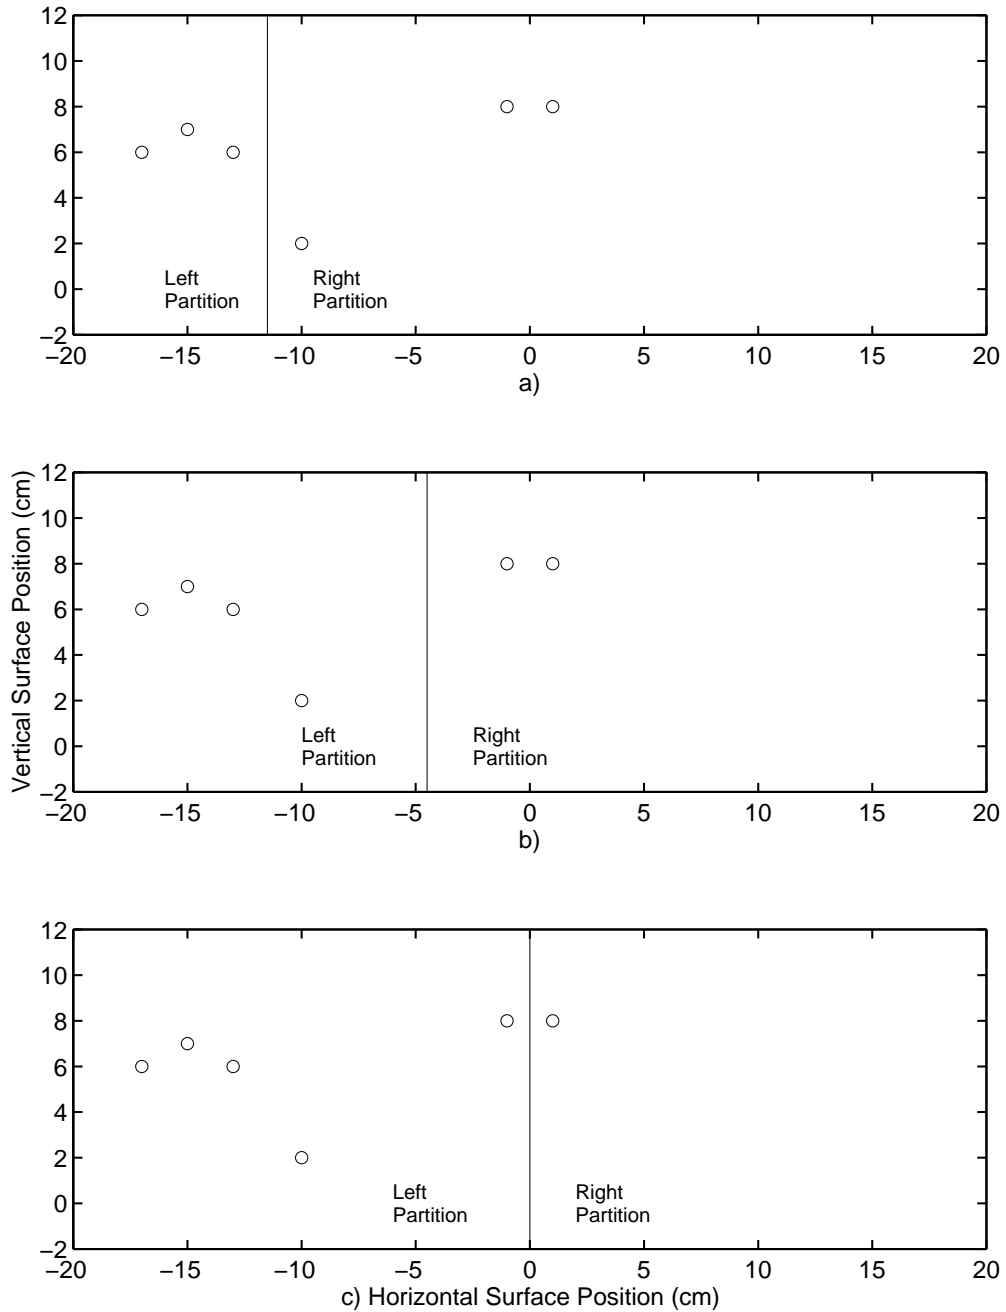 12
10
8
6
4
2
0
−2
Left
Partition
Right
Partition
−20 −15 −10 −5 0 5 10 15 20
a)
Vertical Surface Position (cm)
12
10
8
6
4
2
0
−2
Left
Partition
Right
Partition
−20 −15 −10 −5 0 5 10 15 20
b)
12
10
8
6
4
2
0
−2
Left
Partition
Right
Partition
−20 −15 −10 −5 0 5 10 15 20
c) Horizontal Surface Position (cm)